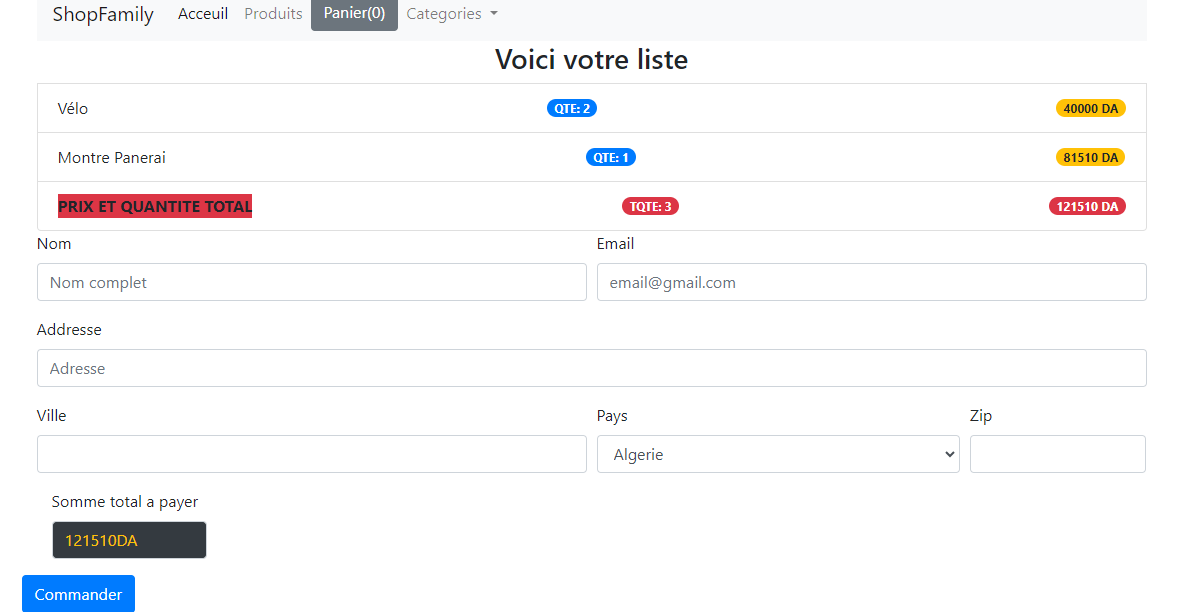 ShopFamily Acceuil Produits Panier(0) Categories
Voici votre liste
Vélo QTE: 2 40000 DA
Montre Panerai QTE: 1 81510 DA
PRIX ET QUANTITE TOTAL TQTE: 3 121510 DA
Nom Email
Nom complet email@gmail.com
Addresse
Adresse
Ville Pays Zip
Algerie
Somme total a payer
121510DA
Commander